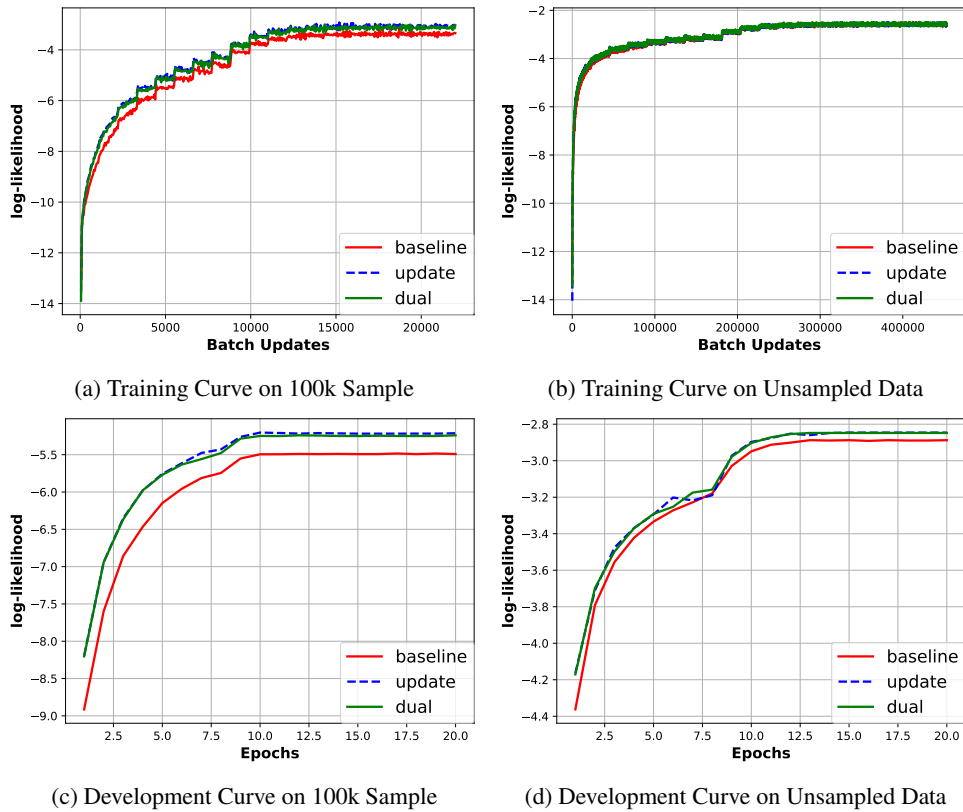 log-likelihood
−4
−6
−8
−10
−12
−14
baseline
update
dual
0 5000 10000 15000 20000
Batch Updates
(a) Training Curve on 100k Sample
log-likelihood
−2
−4
−6
−8
−10
−12
−14
baseline
update
dual
0 100000 200000 300000 400000
Batch Updates
(b) Training Curve on Unsampled Data
log-likelihood
−5.5
−6.0
−6.5
−7.0
−7.5
−8.0
−8.5
−9.0
baseline
update
dual
2.5 5.0 7.5 10.0 12.5 15.0 17.5 20.0
Epochs
(c) Development Curve on 100k Sample
log-likelihood
−2.8
−3.0
−3.2
−3.4
−3.6
−3.8
−4.0
−4.2
−4.4
baseline
update
dual
2.5 5.0 7.5 10.0 12.5 15.0 17.5 20.0
Epochs
(d) Development Curve on Unsampled Data